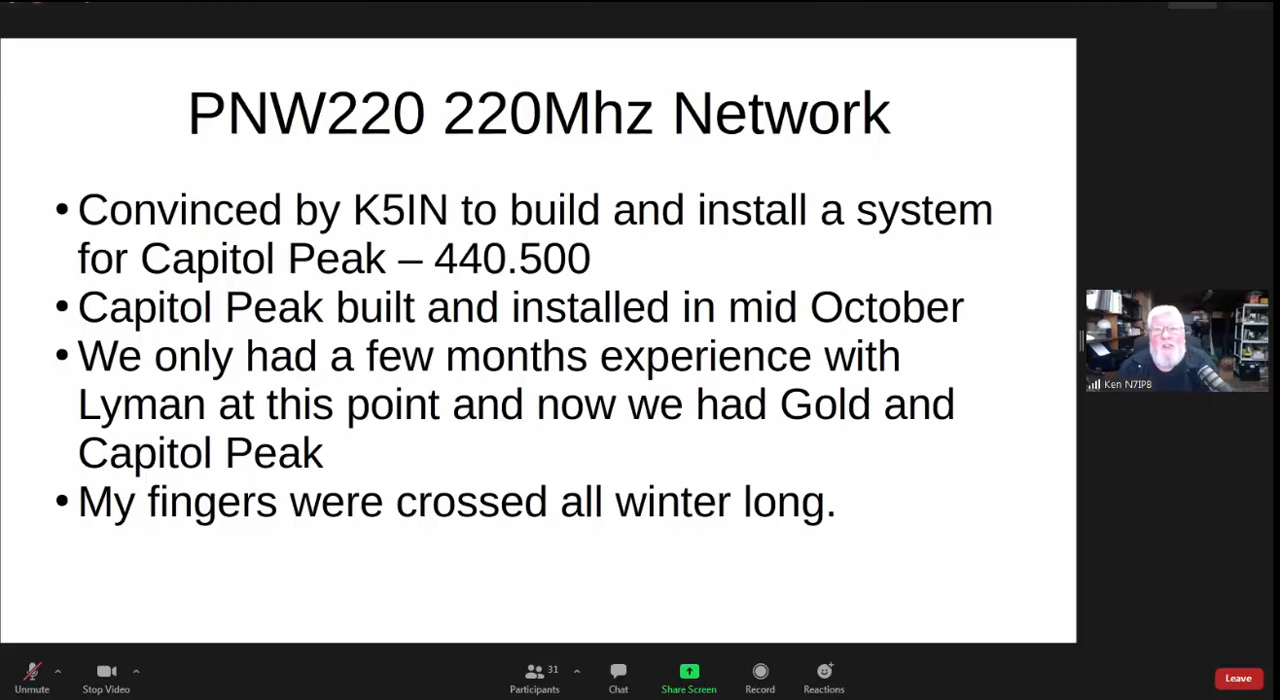 PNW220 220Mhz Network
•Convinced by K5IN to build and install a system
for Capitol Peak – 440.500
•Capitol Peak built and installed in mid October
•We only had a few months experience with
Lyman at this point and now we had Gold and
Capitol Peak
•My fingers were crossed all winter long.
Ken N7IPB
31
Unmute
Stop Video
Participants
Chat
Share Screen
Record
Reactions
Leave